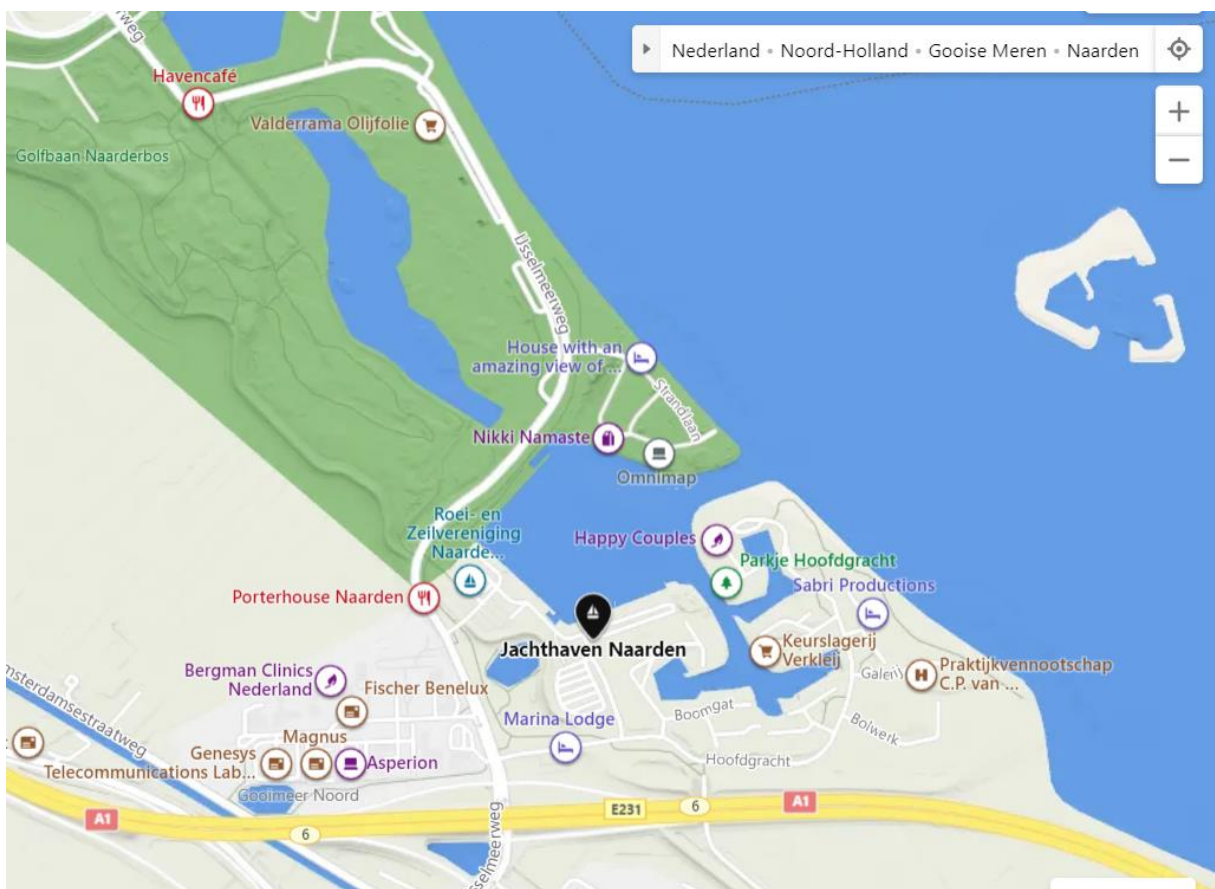 erweg
Nederland • Noord-Holland • Gooise Meren • Naarden
Havencafé
Valderrama Olijfolie
Golfbaan Naarderbos
IJsselmeerweg
House with an
amazing view of ...
Strandlaan
Nikki Namaste
Omnimap
Roei- en
Zeilvereniging
Naarde...
Happy Couples
Parkje Hoofdgracht
Sabri Productions
Porterhouse Naarden
Jachthaven Naarden
Keurslagerij
Verkleij
Galerij
Praktijkvennootschap
C.P. van ...
Bergman Clinics
Nederland
Fischer Benelux
msterdamsestraatweg
Boomgat
Bolwerk
Marina Lodge
Magnus
Genesys
Telecommunications Lab...
Asperion
Hoofdgracht
Gooimeer Noord
A1
6
E231
6
A1
IJsselmeerweg